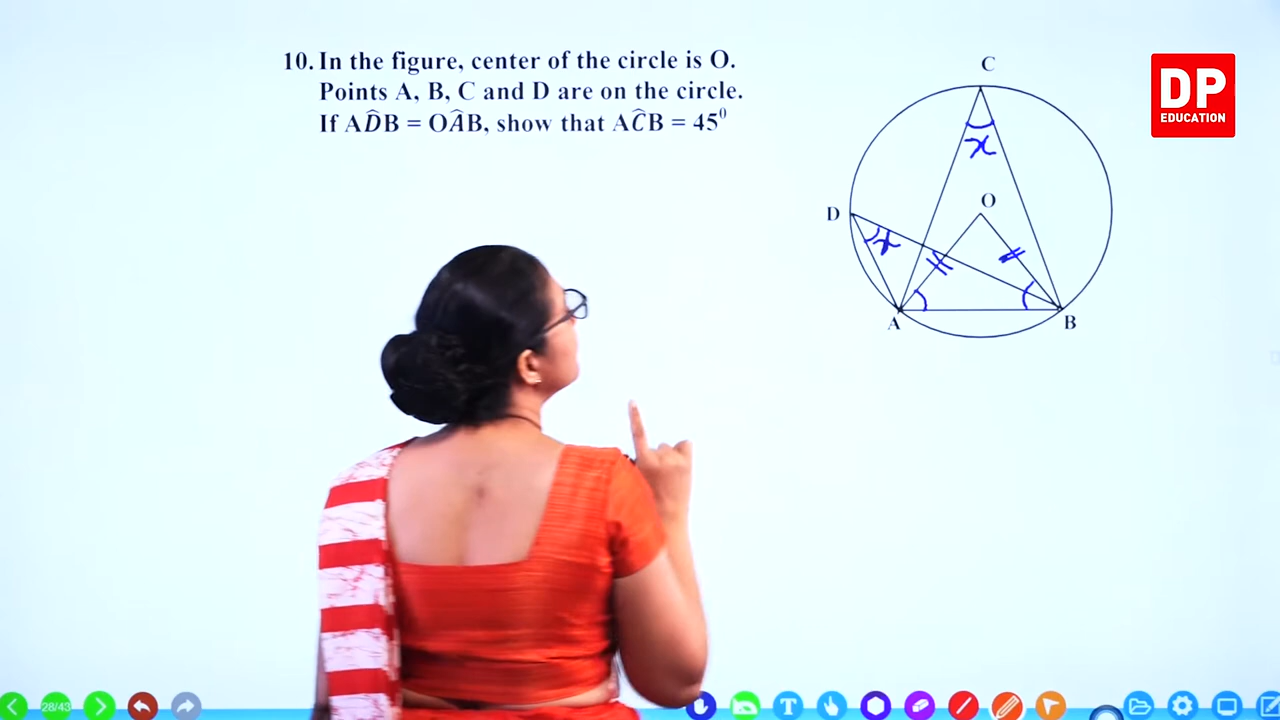 10. In the figure, center of the circle is O.
Points A, B, C and D are on the circle.
If AD̂B = OÂB, show that AĈB = 45⁰
C
x
O
D
x
A
B
DP
EDUCATION
28/43
T